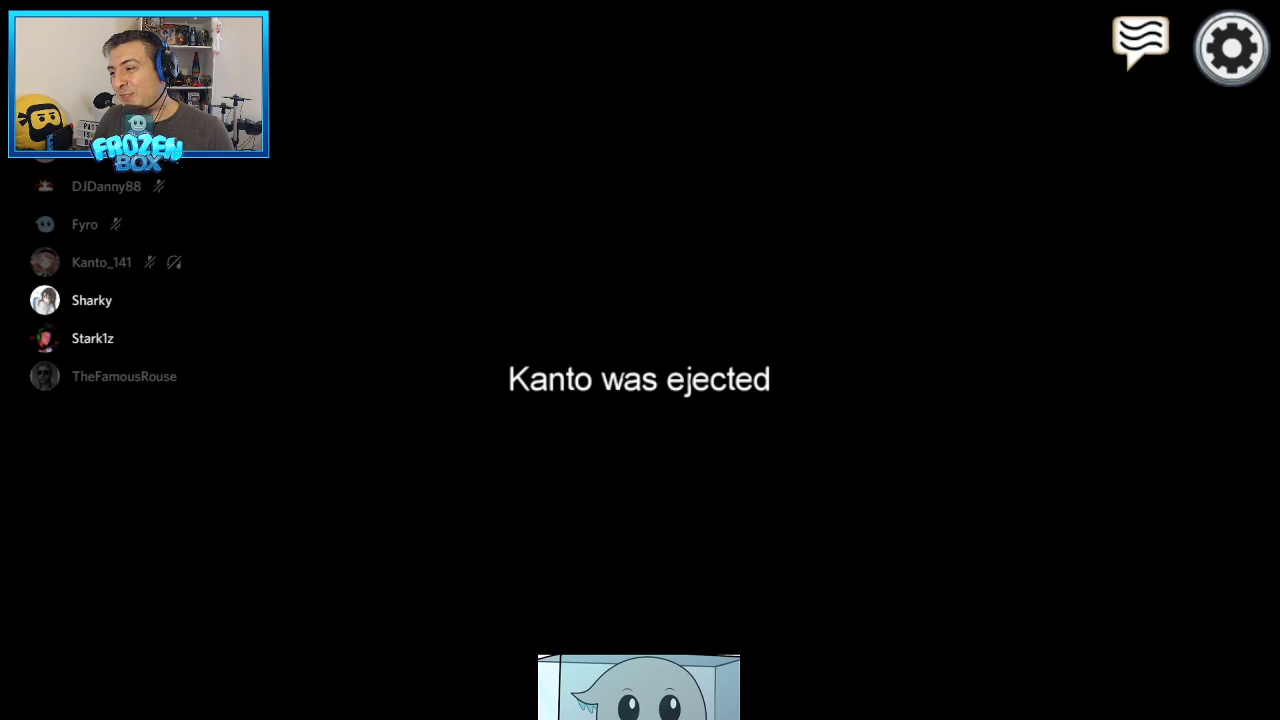 FROZEN
BOX
DJDanny88
Fyro
Kanto_141
Sharky
Stark1z
TheFamousRouse
Kanto was ejected